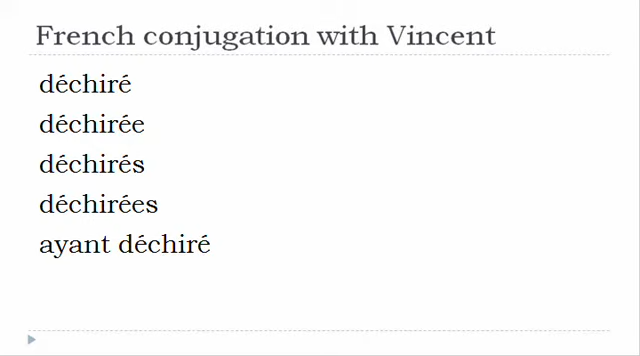 French conjugation with Vincent
déchiré
déchirée
déchirés
déchirées
ayant déchiré